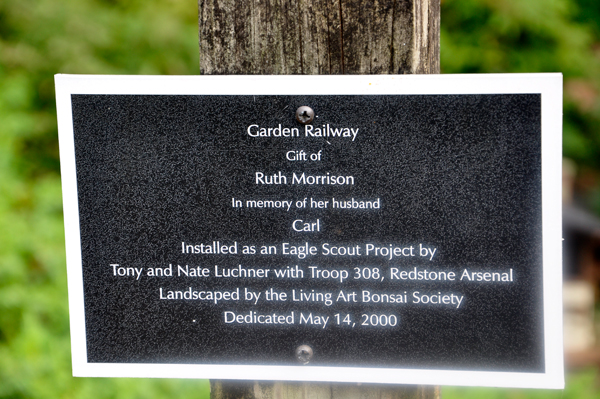 Garden Railway
Gift of
Ruth Morrison
In memory of her husband
Carl
Installed as an Eagle Scout Project by
Tony and Nate Luchner with Troop 308, Redstone Arsenal
Landscaped by the Living Art Bonsai Society
Dedicated May 14, 2000